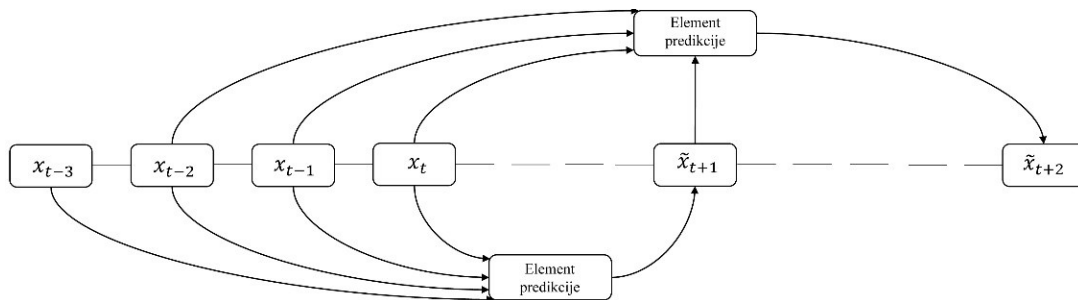 Element
predikcije
x_{t-3}
x_{t-2}
x_{t-1}
x_t
x̃_{t+1}
x̃_{t+2}
Element
predikcije